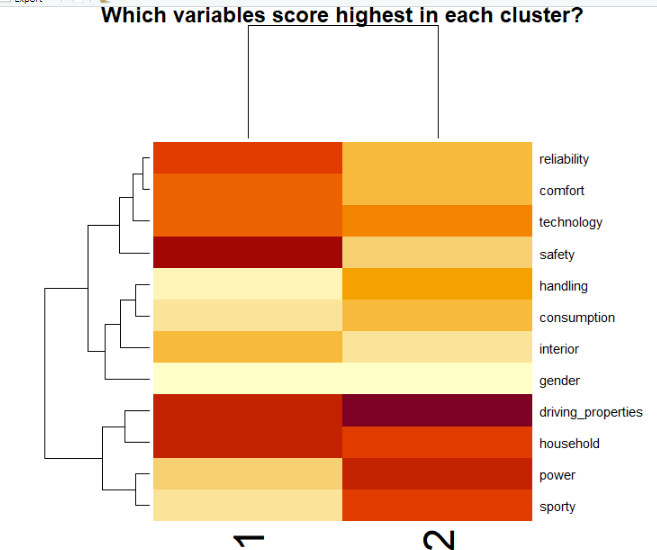 Export
Which variables score highest in each cluster?
reliability
comfort
technology
safety
handling
consumption
interior
gender
driving_properties
household
power
sporty
1
2